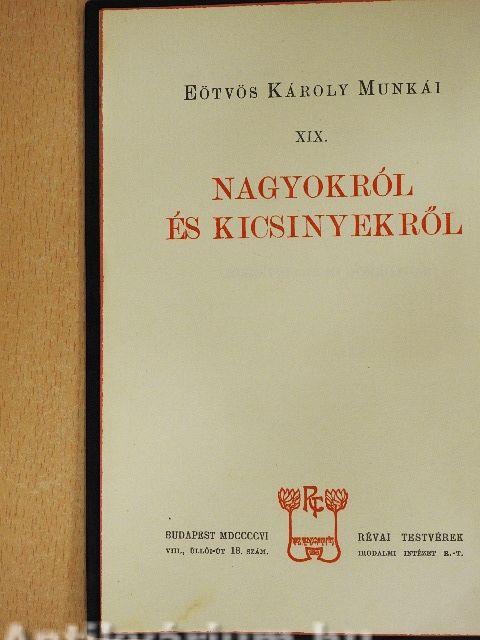 EÖTVÖS KÁROLY MUNKÁI
XIX.
NAGYOKRÓL
ÉS KICSINYEKRŐL
BUDAPEST MDCCCCVI
VIII., ÜLLŐI-ÚT 18. SZÁM.
RÉVAI TESTVÉREK
IRODALMI INTÉZET R.-T.